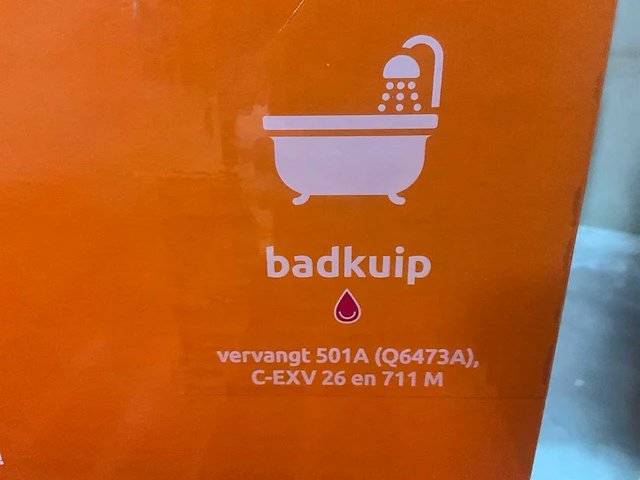 badkuip
vervangt 501A (Q6473A),
C-EXV 26 en 711 M